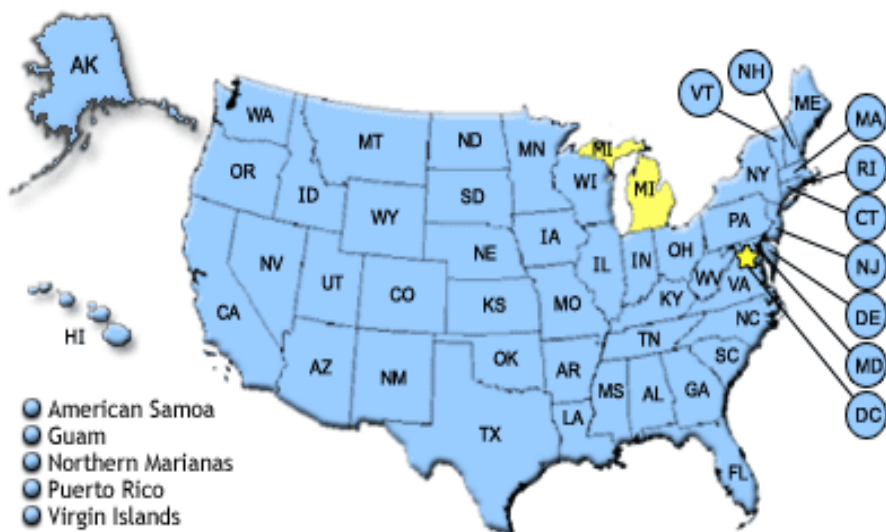 AK
NH
VT
ME
WA
MA
MT
ND
MN
MI
OR
RI
WI
MI
NY
ID
SD
CT
WY
PA
IA
OH
NE
NJ
NV
IL
IN
UT
WV
VA
CO
KS
MO
KY
DE
CA
NC
HI
TN
OK
SC
MD
AZ
NM
AR
MS
AL
GA
American Samoa
DC
LA
TX
Guam
Northern Marianas
FL
Puerto Rico
Virgin Islands